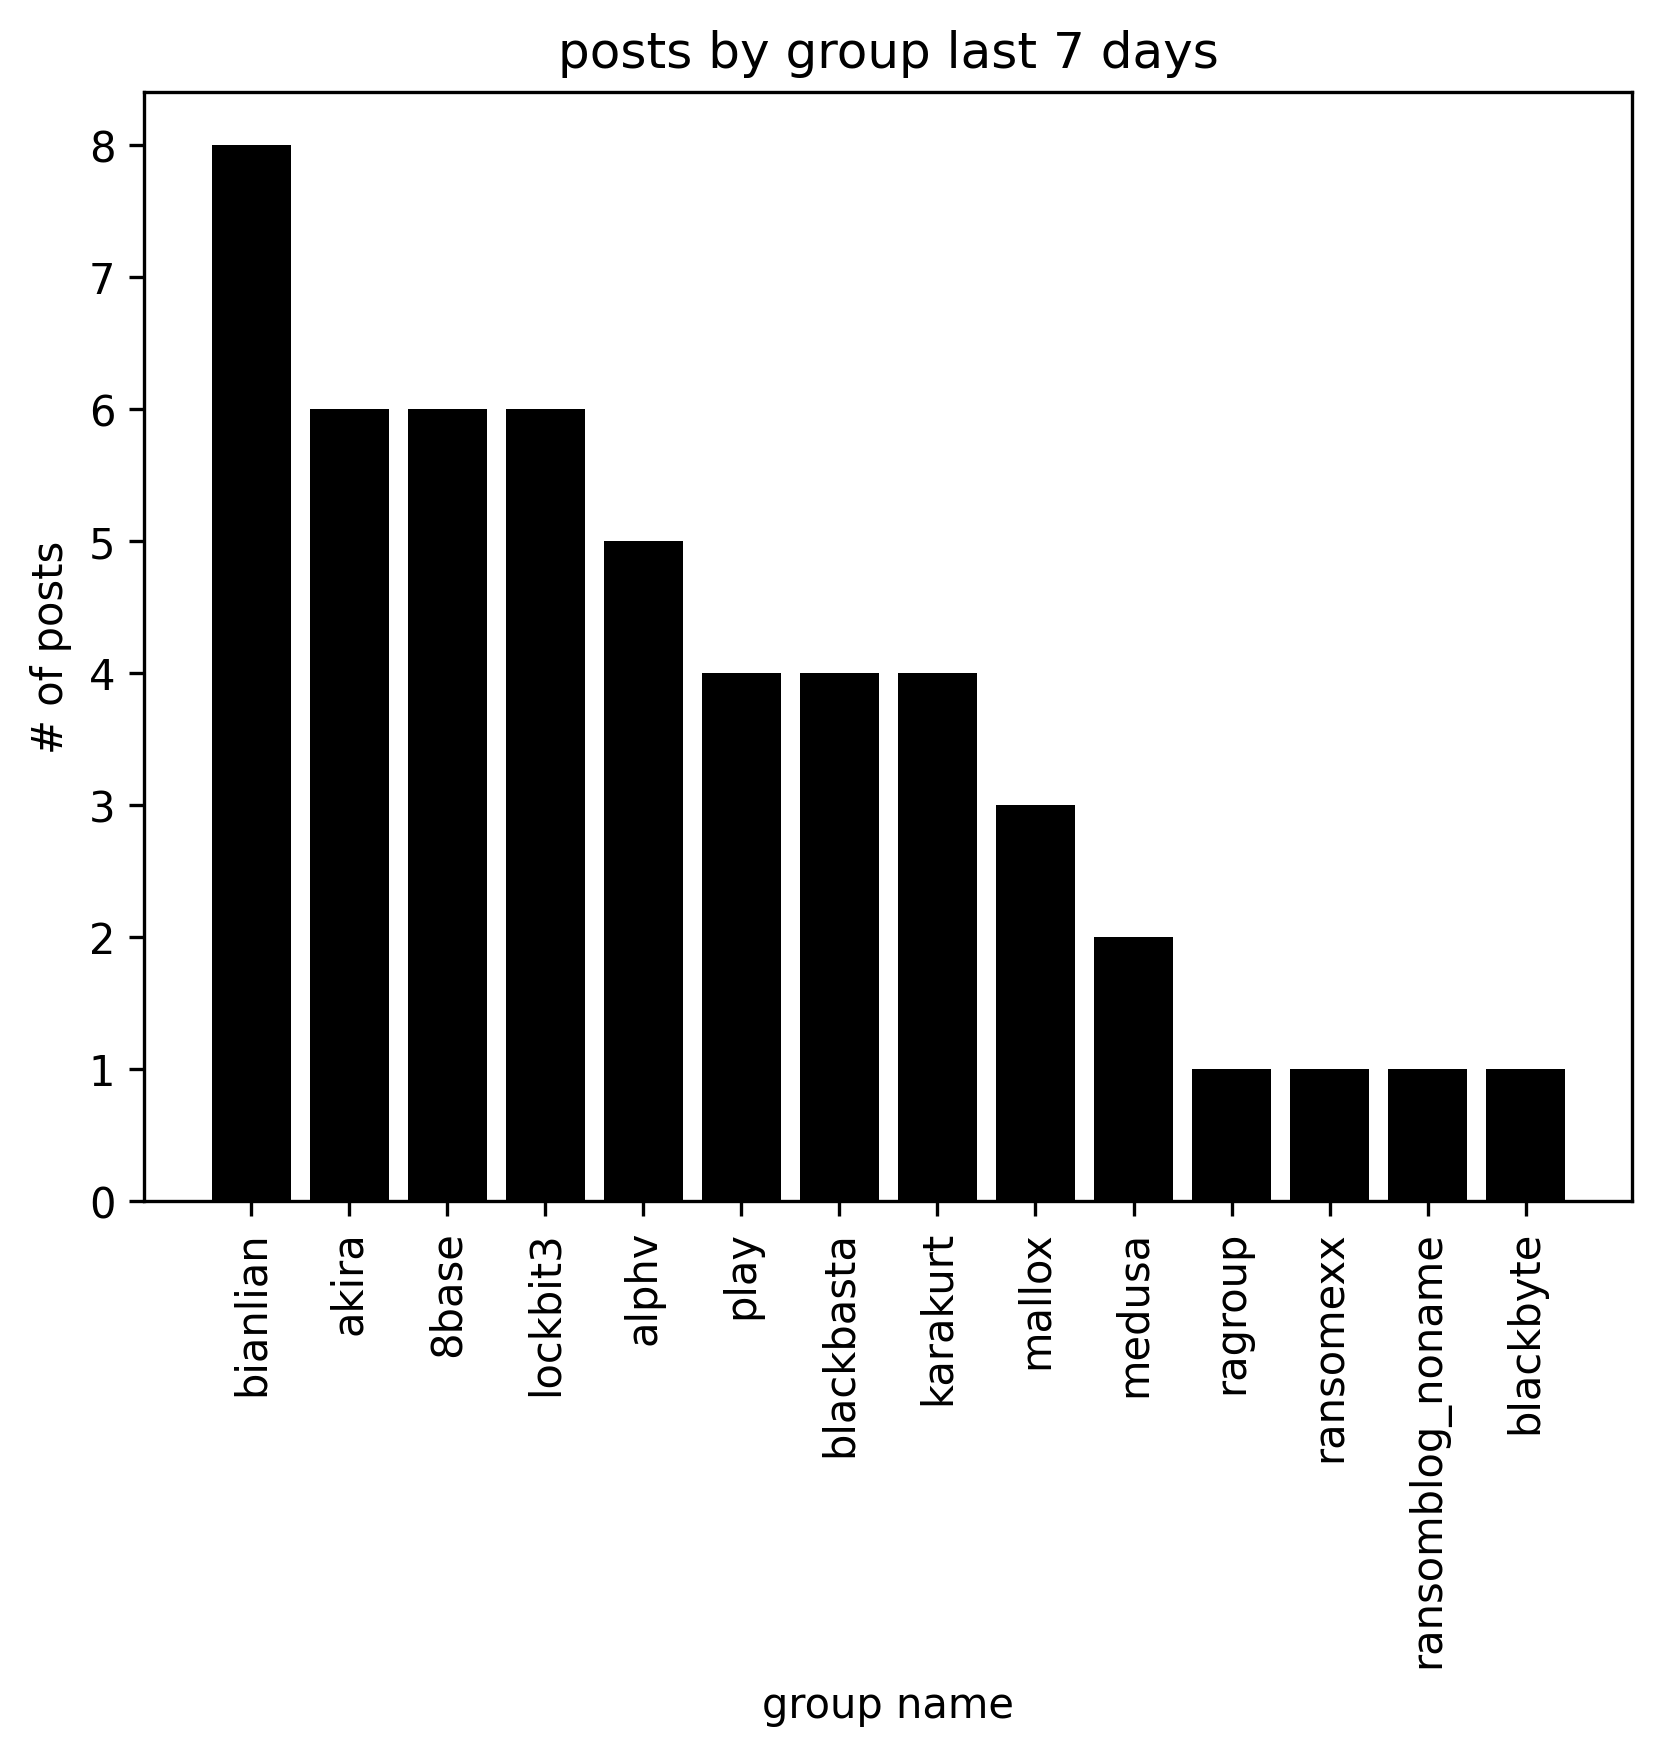 posts by group last 7 days
# of posts
8
7
6
5
4
3
2
1
0
bianlian
akira
8base
lockbit3
alphv
play
blackbasta
karakurt
mallox
medusa
ragroup
ransomexx
ransomblog_noname
blackbyte
group name